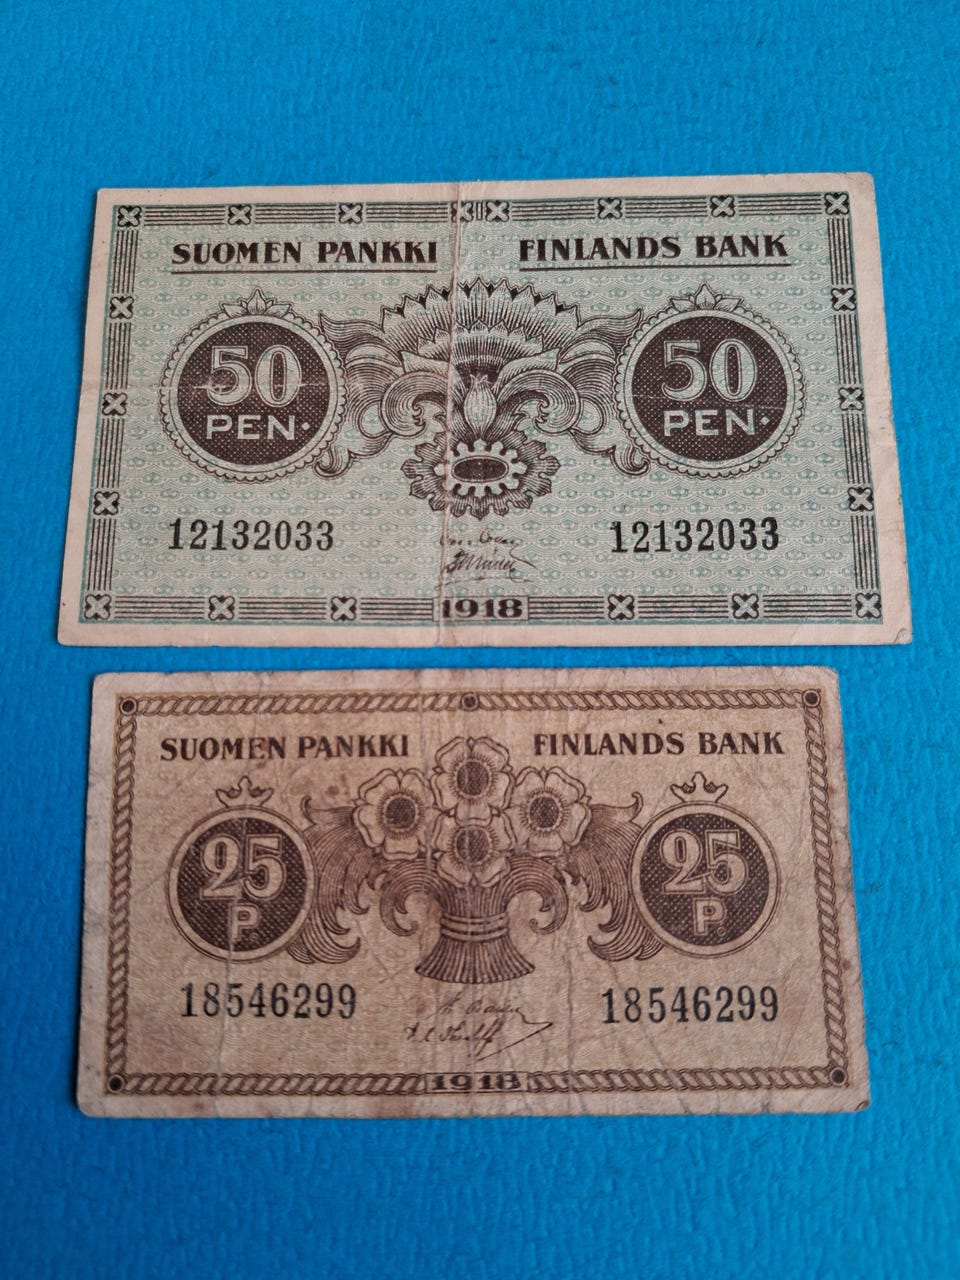 SUOMEN PANKKI FINLANDS BANK
50 50
PEN. PEN.
12132033 12132033
1918
SUOMEN PANKKI FINLANDS BANK
25 25
P. P.
18546299 18546299
1918